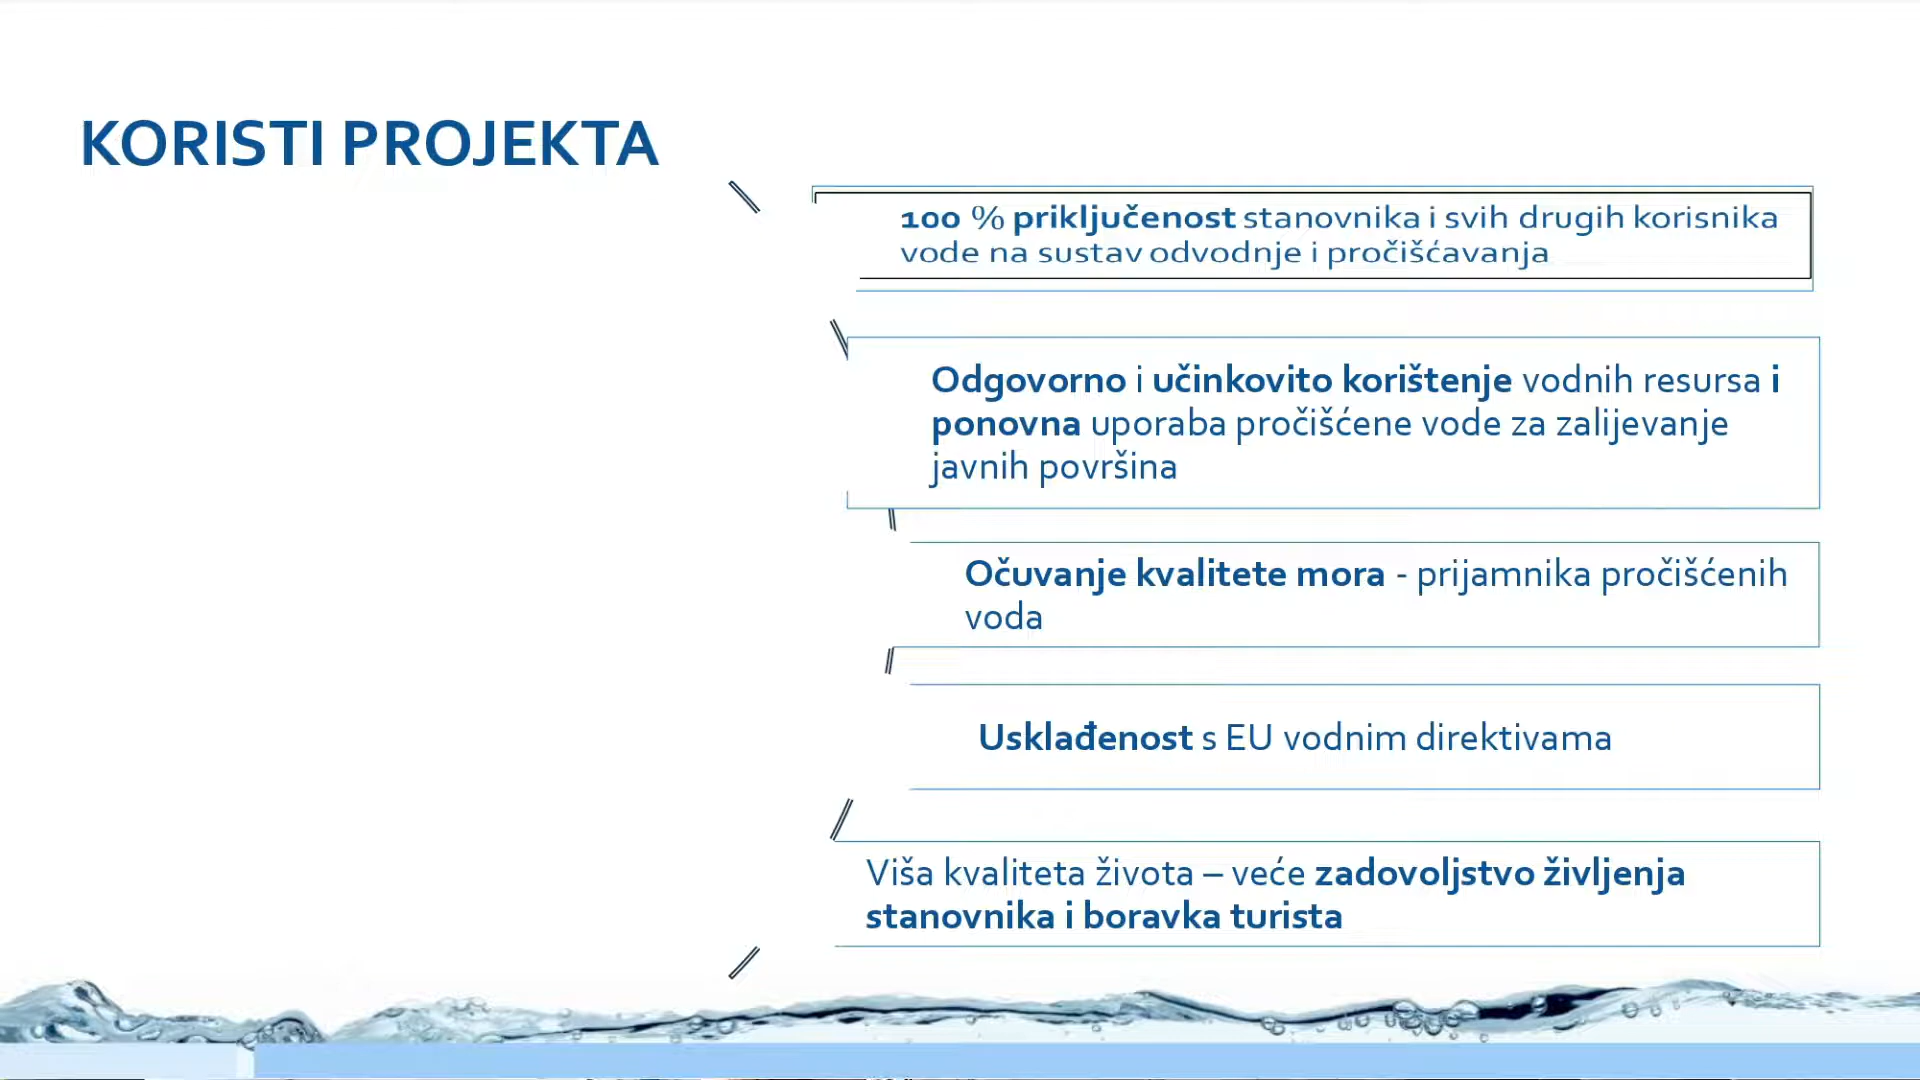 KORISTI PROJEKTA
100 % priključenost stanovnika i svih drugih korisnika
vode na sustav odvodnje i pročišćavanja
Odgovorno i učinkovito korištenje vodnih resursa i
ponovna uporaba pročišćene vode za zalijevanje
javnih površina
Očuvanje kvalitete mora - prijamnika pročišćenih
voda
Usklađenost s EU vodnim direktivama
Viša kvaliteta života – veće zadovoljstvo življenja
stanovnika i boravka turista